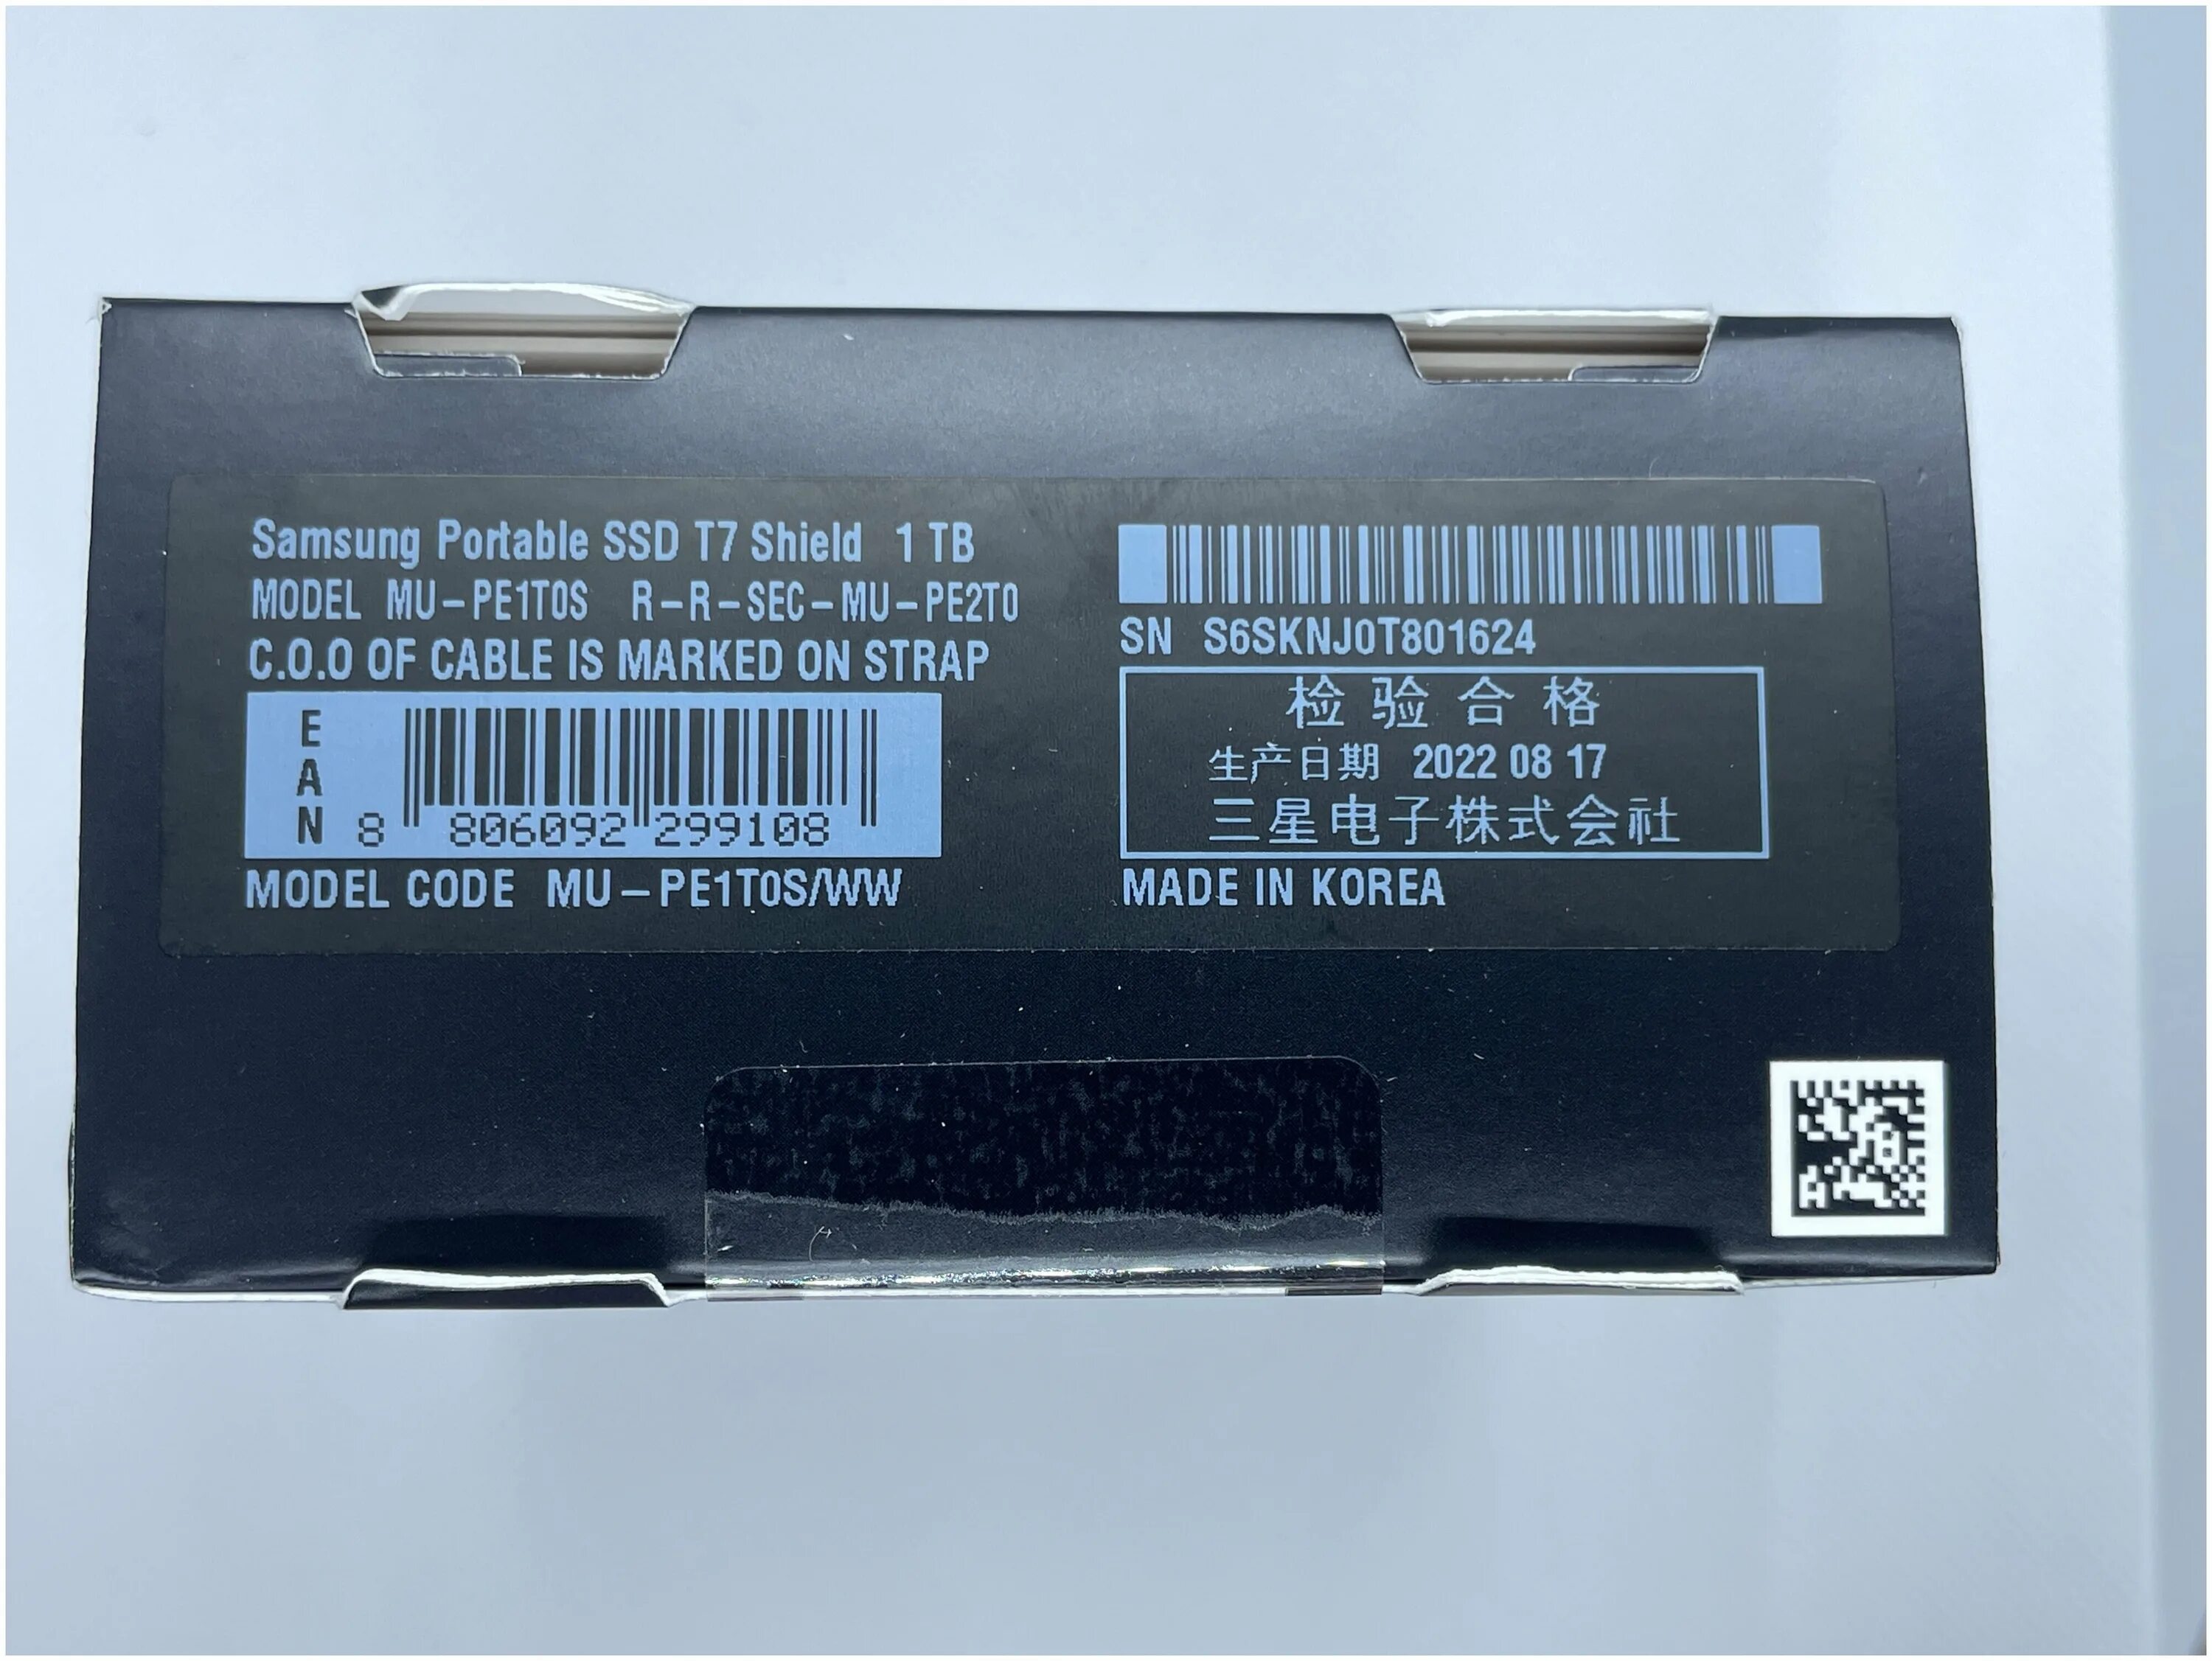 Samsung Portable SSD T7 Shield 1 TB
MODEL MU-PE1T0S R-R-SEC-MU-PE2T0
C.O.O OF CABLE IS MARKED ON STRAP
EAN
8 806092 299108
MODEL CODE MU-PE1T0S/WW
SN S6SKNJ0T801624
检验合格
生产日期 2022 08 17
三星电子株式会社
MADE IN KOREA